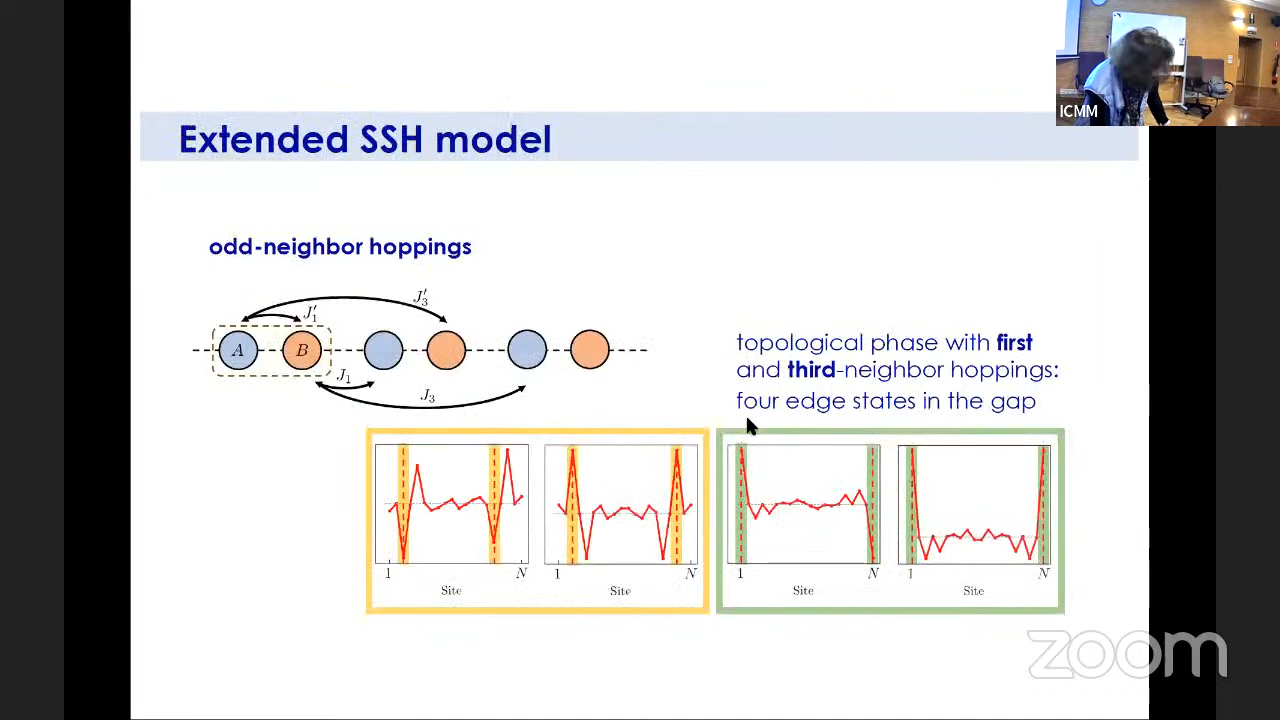 ICMM
Extended SSH model
odd-neighbor hoppings
J′3
J′1
A
B
J1
J3
topological phase with first
and third-neighbor hoppings:
four edge states in the gap
1 N 1 N 1 N 1 N
Site Site Site Site
zoom